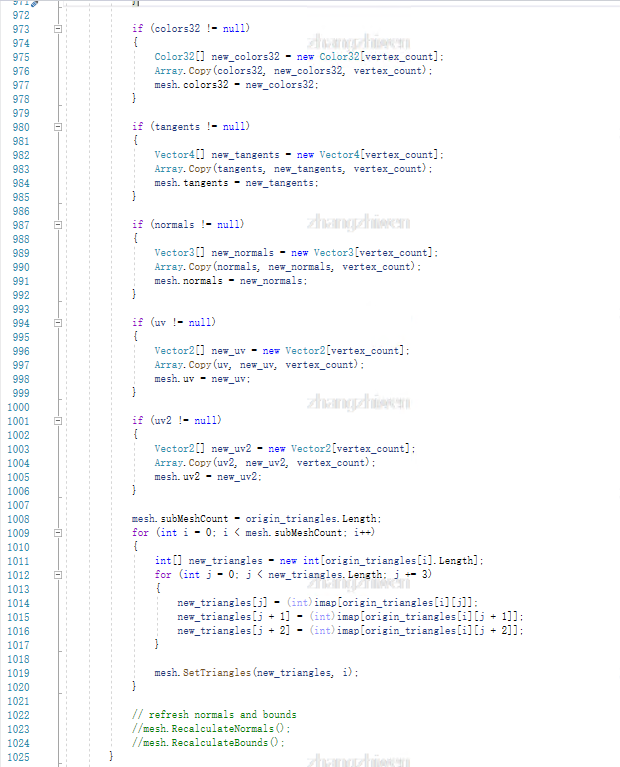 971
972
973 if (colors32 != null)
974 {
975 Color32[] new_colors32 = new Color32[vertex_count];
976 Array.Copy(colors32, new_colors32, vertex_count);
977 mesh.colors32 = new_colors32;
978 }
979
980 if (tangents != null)
981 {
982 Vector4[] new_tangents = new Vector4[vertex_count];
983 Array.Copy(tangents, new_tangents, vertex_count);
984 mesh.tangents = new_tangents;
985 }
986
987 if (normals != null)
988 {
989 Vector3[] new_normals = new Vector3[vertex_count];
990 Array.Copy(normals, new_normals, vertex_count);
991 mesh.normals = new_normals;
992 }
993
994 if (uv != null)
995 {
996 Vector2[] new_uv = new Vector2[vertex_count];
997 Array.Copy(uv, new_uv, vertex_count);
998 mesh.uv = new_uv;
999 }
1000
1001 if (uv2 != null)
1002 {
1003 Vector2[] new_uv2 = new Vector2[vertex_count];
1004 Array.Copy(uv2, new_uv2, vertex_count);
1005 mesh.uv2 = new_uv2;
1006 }
1007
1008 mesh.subMeshCount = origin_triangles.Length;
1009 for (int i = 0; i < mesh.subMeshCount; i++)
1010 {
1011 int[] new_triangles = new int[origin_triangles[i].Length];
1012 for (int j = 0; j < new_triangles.Length; j += 3)
1013 {
1014 new_triangles[j] = (int)imap[origin_triangles[i][j]];
1015 new_triangles[j + 1] = (int)imap[origin_triangles[i][j + 1]];
1016 new_triangles[j + 2] = (int)imap[origin_triangles[i][j + 2]];
1017 }
1018
1019 mesh.SetTriangles(new_triangles, i);
1020 }
1021
1022 // refresh normals and bounds
1023 //mesh.RecalculateNormals();
1024 //mesh.RecalculateBounds();
1025 }
zhangzhiwen
zhangzhiwen
zhangzhiwen
zhangzhiwen
zhangzhiwen